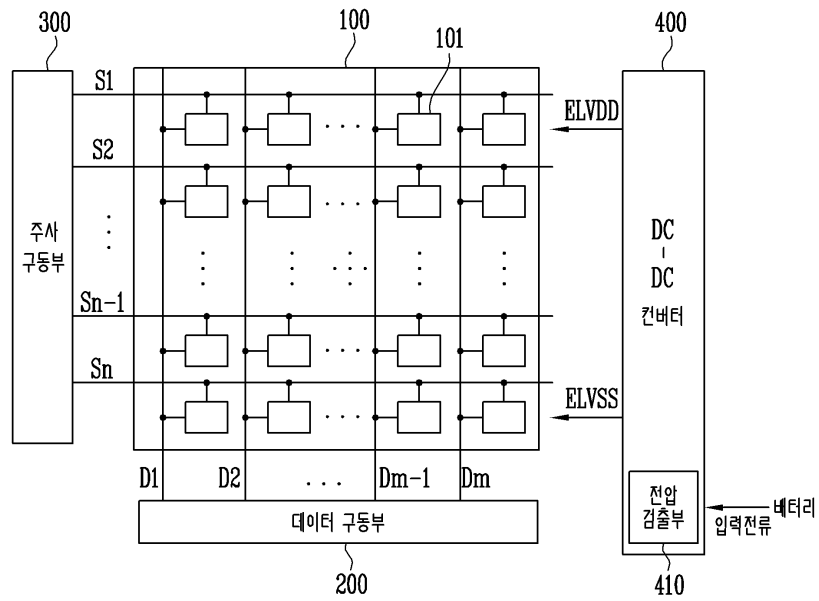 300
100
101
400
S1
ELVDD
S2
주사
구동부
DC
-
DC
컨버터
Sn-1
Sn
ELVSS
D1 D2 ... Dm-1 Dm
전압
검출부
배터리
입력전류
데이터 구동부
200
410